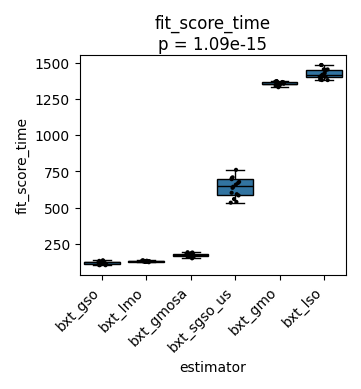 fit_score_time
p = 1.09e-15
fit_score_time
1500
1250
1000
750
500
250
bxt_gso
bxt_lmo
bxt_gmosa
bxt_sgso_us
bxt_gmo
bxt_lso
estimator